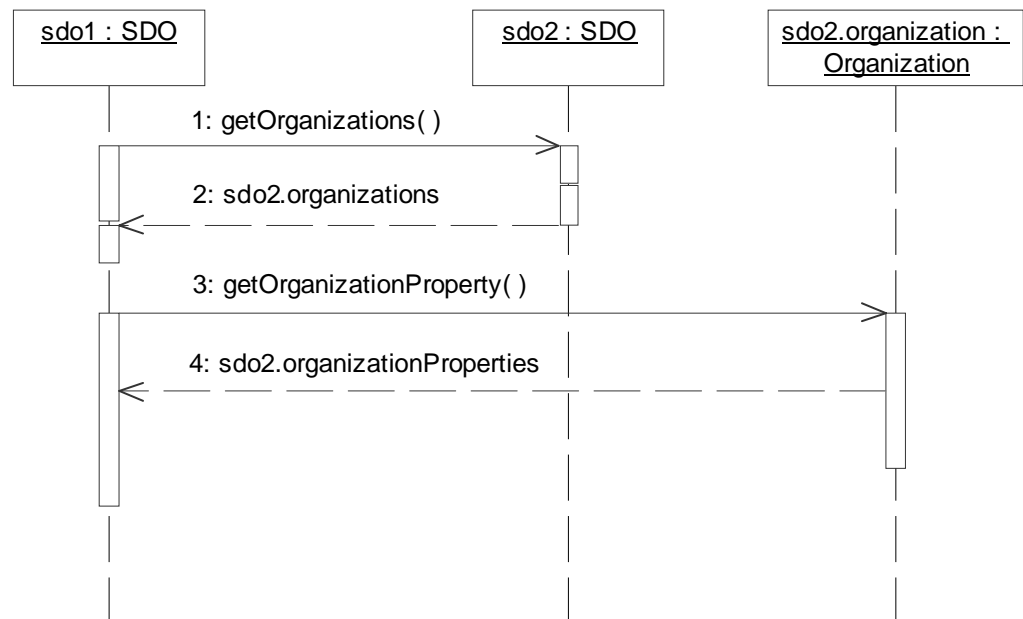 sdo1 : SDO
sdo2 : SDO
sdo2.organization :
Organization
1: getOrganizations( )
2: sdo2.organizations
3: getOrganizationProperty( )
4: sdo2.organizationProperties